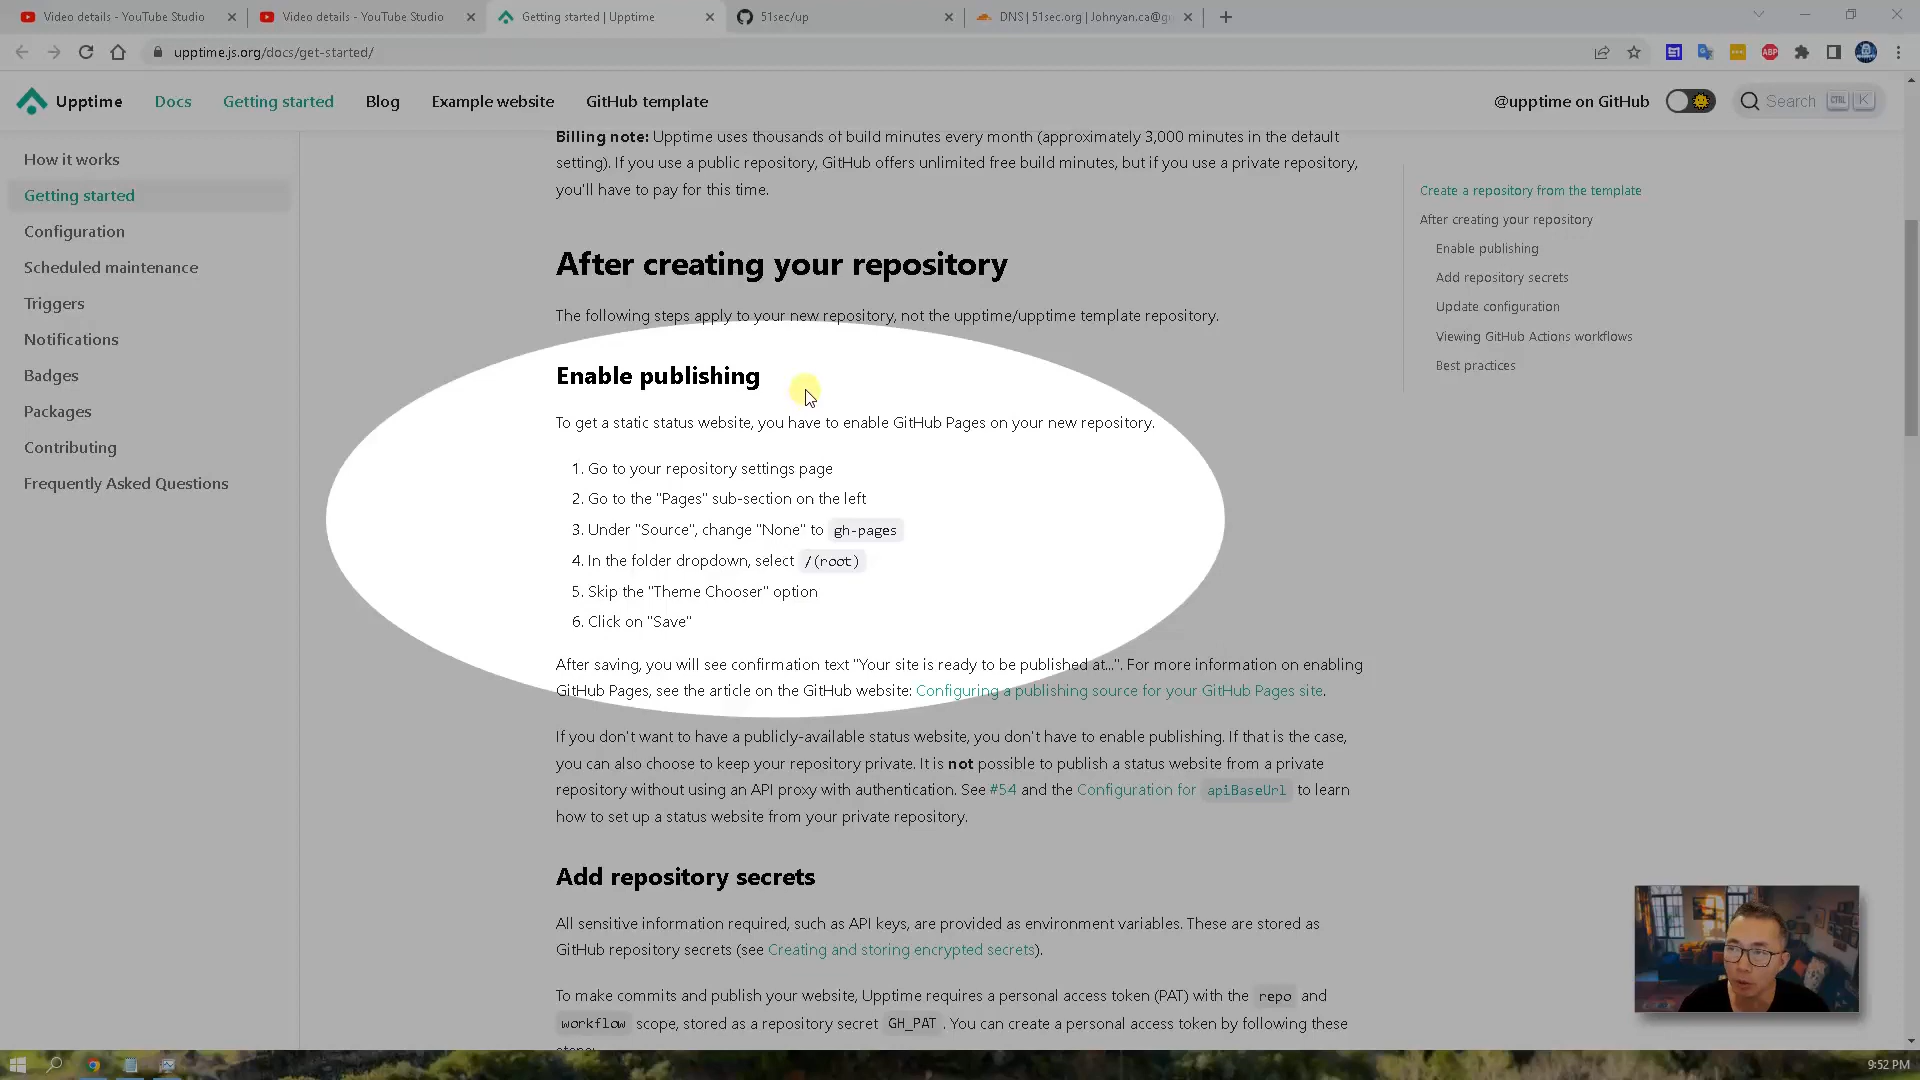 Video details - YouTube Studio
Video details - YouTube Studio
Getting started | Upptime
51sec/up
DNS | 51sec.org | Johnyan.ca@g
upptime.js.org/docs/get-started/
Upptime
Docs
Getting started
Blog
Example website
GitHub template
@upptime on GitHub
Search
CTRL
K
How it works
Getting started
Configuration
Scheduled maintenance
Triggers
Notifications
Badges
Packages
Contributing
Frequently Asked Questions
Billing note: Upptime uses thousands of build minutes every month (approximately 3,000 minutes in the default
setting). If you use a public repository, GitHub offers unlimited free build minutes, but if you use a private repository,
you'll have to pay for this time.
After creating your repository
The following steps apply to your new repository, not the upptime/upptime template repository.
Enable publishing
To get a static status website, you have to enable GitHub Pages on your new repository.
1. Go to your repository settings page
2. Go to the "Pages" sub-section on the left
3. Under "Source", change "None" to gh-pages
4. In the folder dropdown, select /(root)
5. Skip the "Theme Chooser" option
6. Click on "Save"
After saving, you will see confirmation text "Your site is ready to be published at...". For more information on enabling
GitHub Pages, see the article on the GitHub website: Configuring a publishing source for your GitHub Pages site.
If you don't want to have a publicly-available status website, you don't have to enable publishing. If that is the case,
you can also choose to keep your repository private. It is not possible to publish a status website from a private
repository without using an API proxy with authentication. See #54 and the Configuration for apiBaseUrl to learn
how to set up a status website from your private repository.
Add repository secrets
All sensitive information required, such as API keys, are provided as environment variables. These are stored as
GitHub repository secrets (see Creating and storing encrypted secrets).
To make commits and publish your website, Upptime requires a personal access token (PAT) with the repo and
workflow scope, stored as a repository secret GH_PAT. You can create a personal access token by following these
Create a repository from the template
After creating your repository
Enable publishing
Add repository secrets
Update configuration
Viewing GitHub Actions workflows
Best practices
ABP
9:52 PM